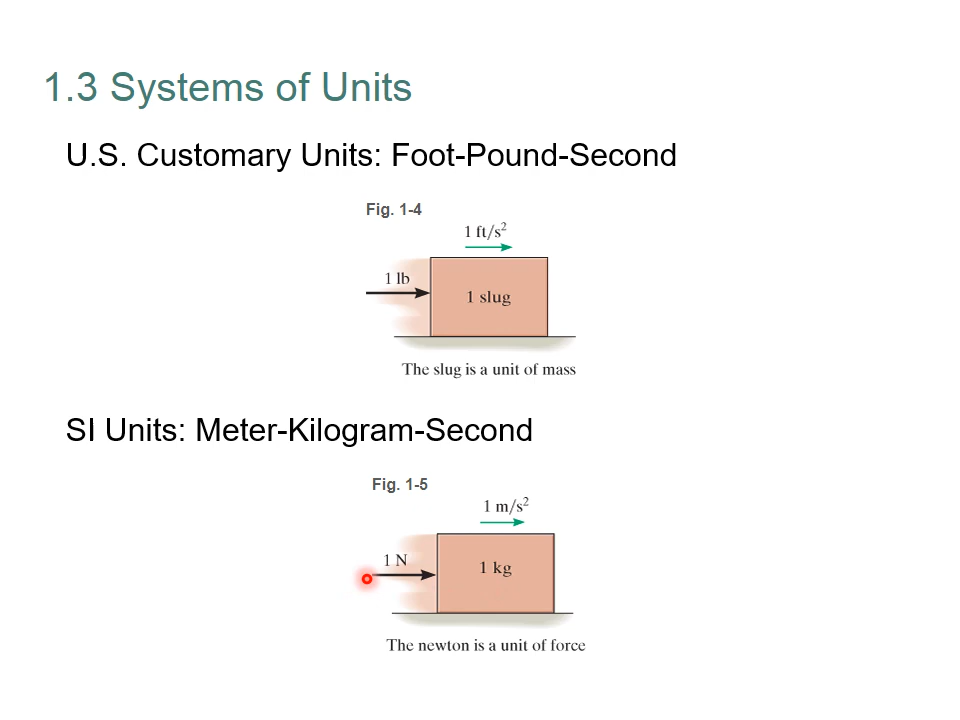 1.3 Systems of Units
U.S. Customary Units: Foot-Pound-Second
Fig. 1-4
1 ft/s²
1 lb
1 slug
The slug is a unit of mass
SI Units: Meter-Kilogram-Second
Fig. 1-5
1 m/s²
1 N
1 kg
The newton is a unit of force